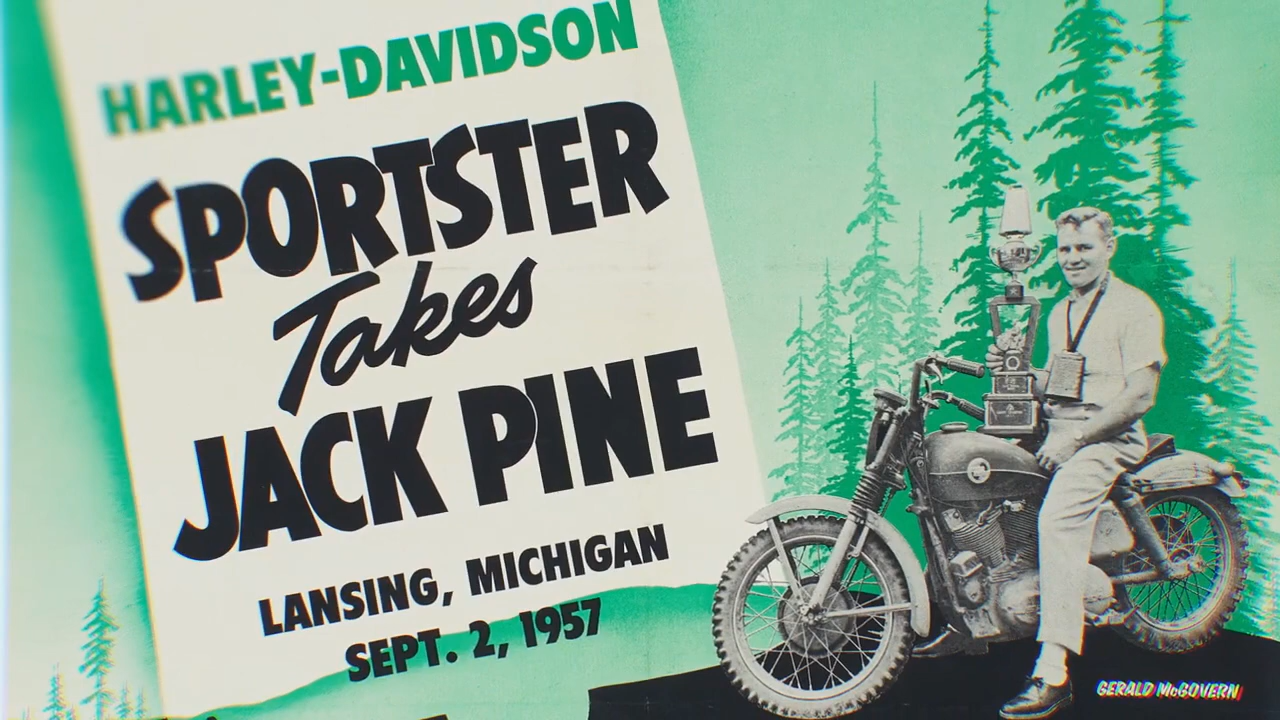 HARLEY-DAVIDSON
SPORTSTER
Takes
JACK PINE
LANSING, MICHIGAN
SEPT. 2, 1957
GERALD McGOVERN